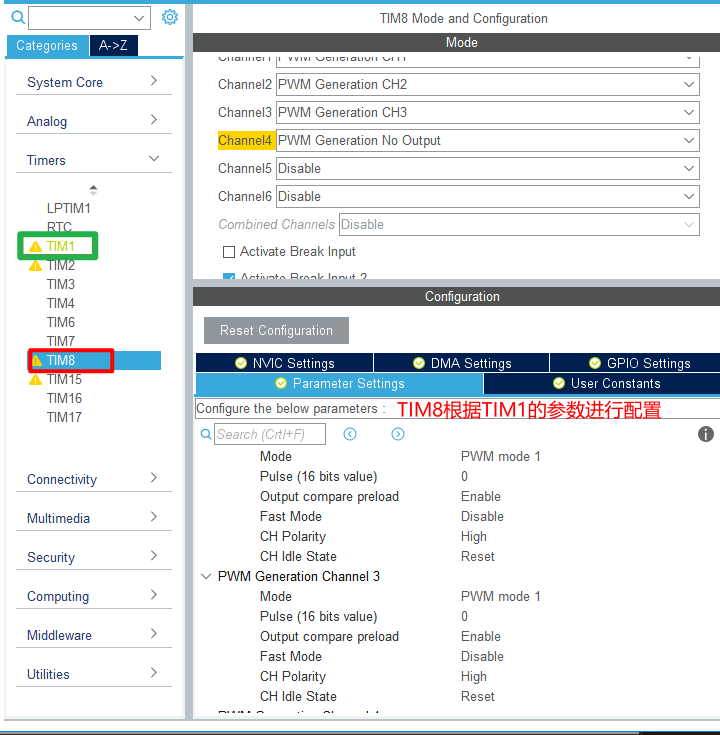 TIM8 Mode and Configuration
Categories
A->Z
Mode
System Core
Analog
Timers
LPTIM1
RTC
TIM1
TIM2
TIM3
TIM4
TIM6
TIM7
TIM8
TIM15
TIM16
TIM17
Connectivity
Multimedia
Security
Computing
Middleware
Utilities
Channel1 PWM Generation CH1
Channel2 PWM Generation CH2
Channel3 PWM Generation CH3
Channel4 PWM Generation No Output
Channel5 Disable
Channel6 Disable
Combined Channels Disable
Activate Break Input
Activate Break Input 2
Configuration
Reset Configuration
NVIC Settings DMA Settings GPIO Settings
Parameter Settings User Constants
Configure the below parameters : TIM8根据TIM1的参数进行配置
Search (Crtl+F)
Mode PWM mode 1
Pulse (16 bits value) 0
Output compare preload Enable
Fast Mode Disable
CH Polarity High
CH Idle State Reset
PWM Generation Channel 3
Mode PWM mode 1
Pulse (16 bits value) 0
Output compare preload Enable
Fast Mode Disable
CH Polarity High
CH Idle State Reset